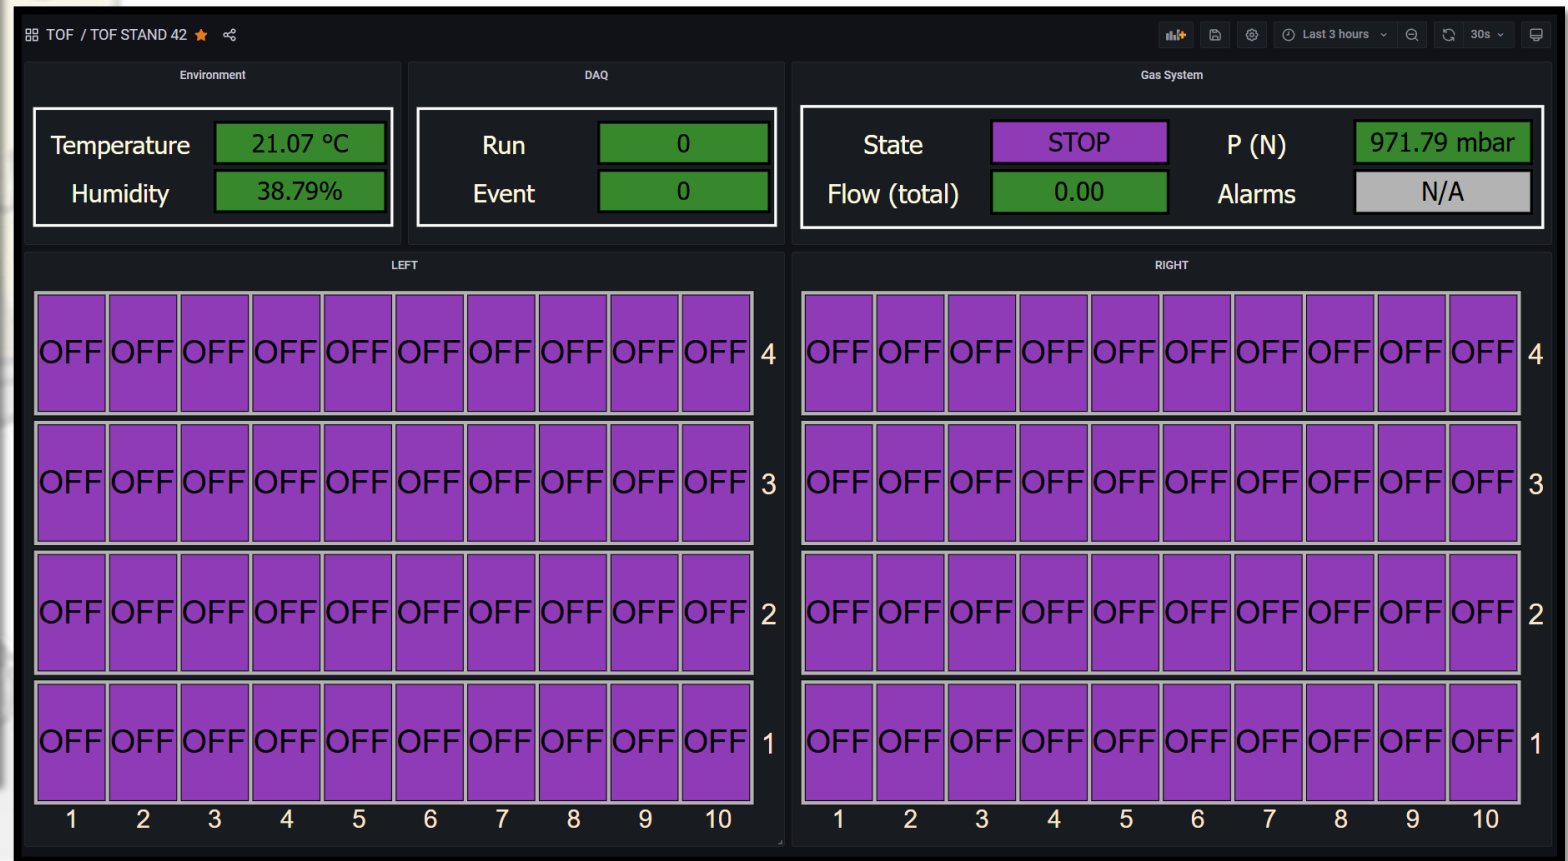 TOF / TOF STAND 42
Last 3 hours
30s
Environment
Temperature 21.07 °C
Humidity 38.79%
DAQ
Run 0
Event 0
Gas System
State STOP P (N) 971.79 mbar
Flow (total) 0.00 Alarms N/A
LEFT
OFF OFF OFF OFF OFF OFF OFF OFF OFF OFF 4
OFF OFF OFF OFF OFF OFF OFF OFF OFF OFF 3
OFF OFF OFF OFF OFF OFF OFF OFF OFF OFF 2
OFF OFF OFF OFF OFF OFF OFF OFF OFF OFF 1
1 2 3 4 5 6 7 8 9 10
RIGHT
OFF OFF OFF OFF OFF OFF OFF OFF OFF OFF 4
OFF OFF OFF OFF OFF OFF OFF OFF OFF OFF 3
OFF OFF OFF OFF OFF OFF OFF OFF OFF OFF 2
OFF OFF OFF OFF OFF OFF OFF OFF OFF OFF 1
1 2 3 4 5 6 7 8 9 10